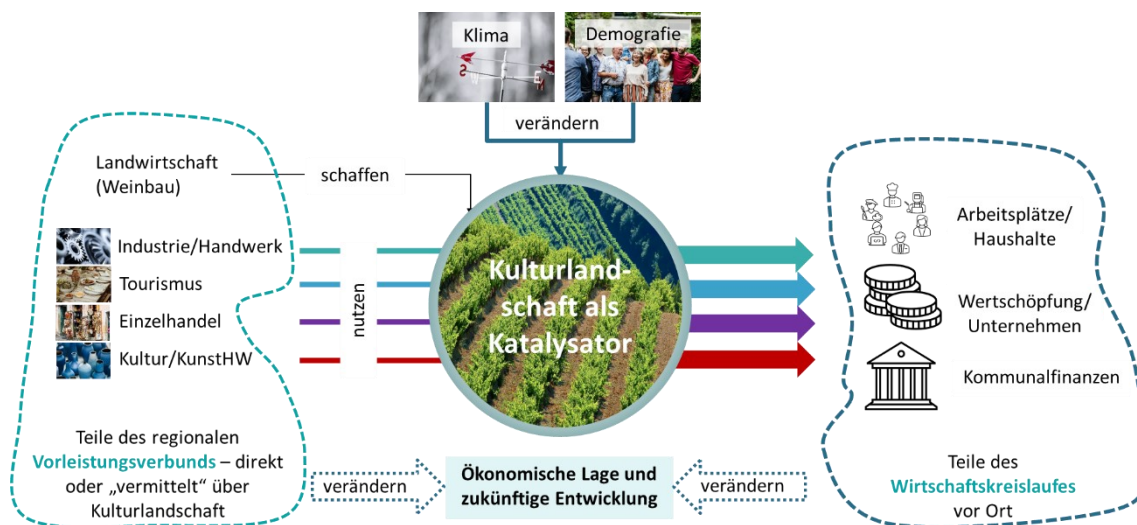 Klima
Demografie
verändern
Landwirtschaft
(Weinbau)
schaffen
Industrie/Handwerk
Tourismus
Einzelhandel
Kultur/KunstHW
nutzen
Kulturland-
schaft als
Katalysator
Arbeitsplätze/
Haushalte
Wertschöpfung/
Unternehmen
Kommunalfinanzen
Teile des regionalen
Vorleistungsverbunds – direkt
oder „vermittelt“ über
Kulturlandschaft
verändern
Ökonomische Lage und
zukünftige Entwicklung
verändern
Teile des
Wirtschaftskreislaufes
vor Ort